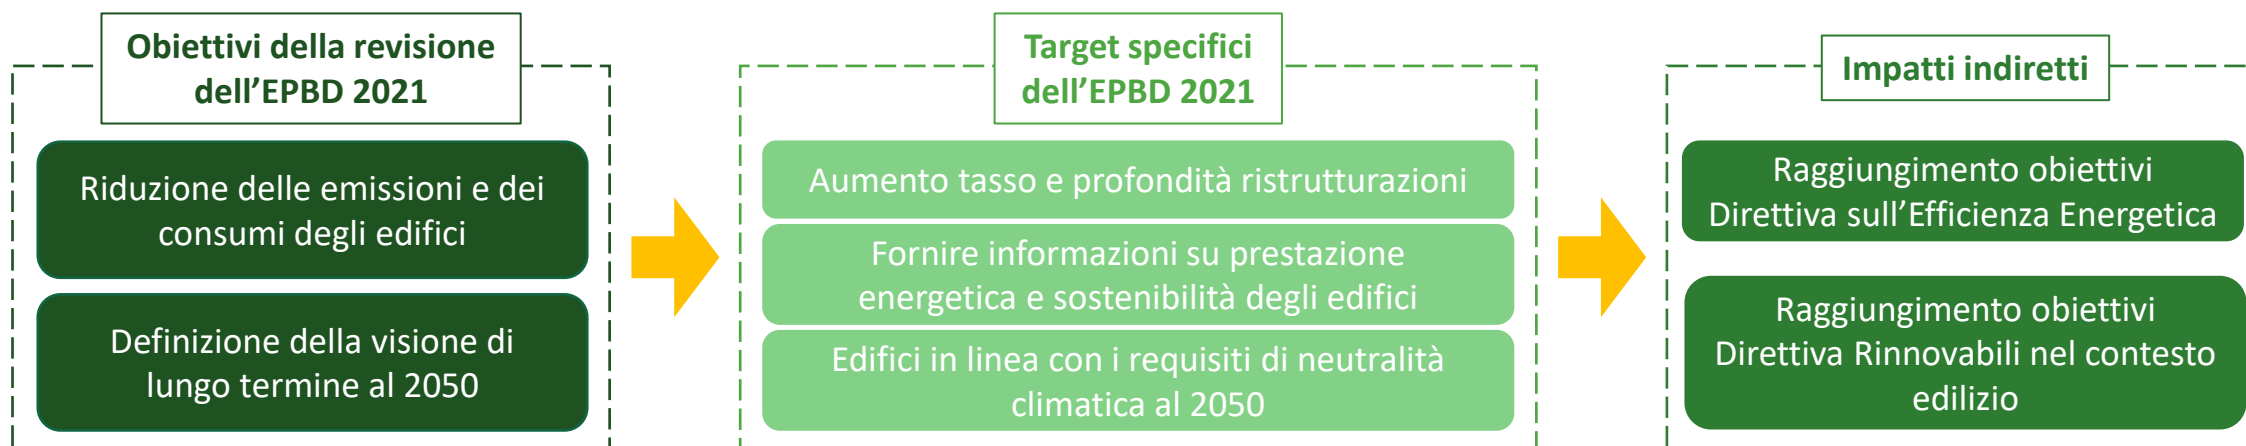 Obiettivi della revisione
dell’EPBD 2021
Riduzione delle emissioni e dei
consumi degli edifici
Definizione della visione di
lungo termine al 2050
Target specifici
dell’EPBD 2021
Aumento tasso e profondità ristrutturazioni
Fornire informazioni su prestazione
energetica e sostenibilità degli edifici
Edifici in linea con i requisiti di neutralità
climatica al 2050
Impatti indiretti
Raggiungimento obiettivi
Direttiva sull’Efficienza Energetica
Raggiungimento obiettivi
Direttiva Rinnovabili nel contesto
edilizio